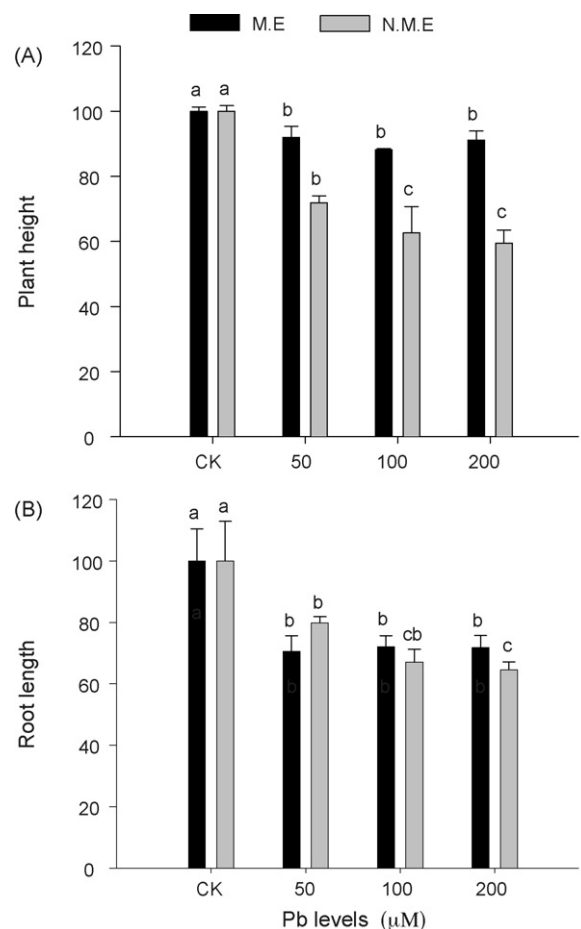 M.E N.M.E
(A)
120
100
80
60
40
20
0
Plant height
a a
b b
b c
b c
CK 50 100 200
(B)
120
100
80
60
40
20
0
Root length
a a
b b
b cb
b c
a
b b b
CK 50 100 200
Pb levels (µM)